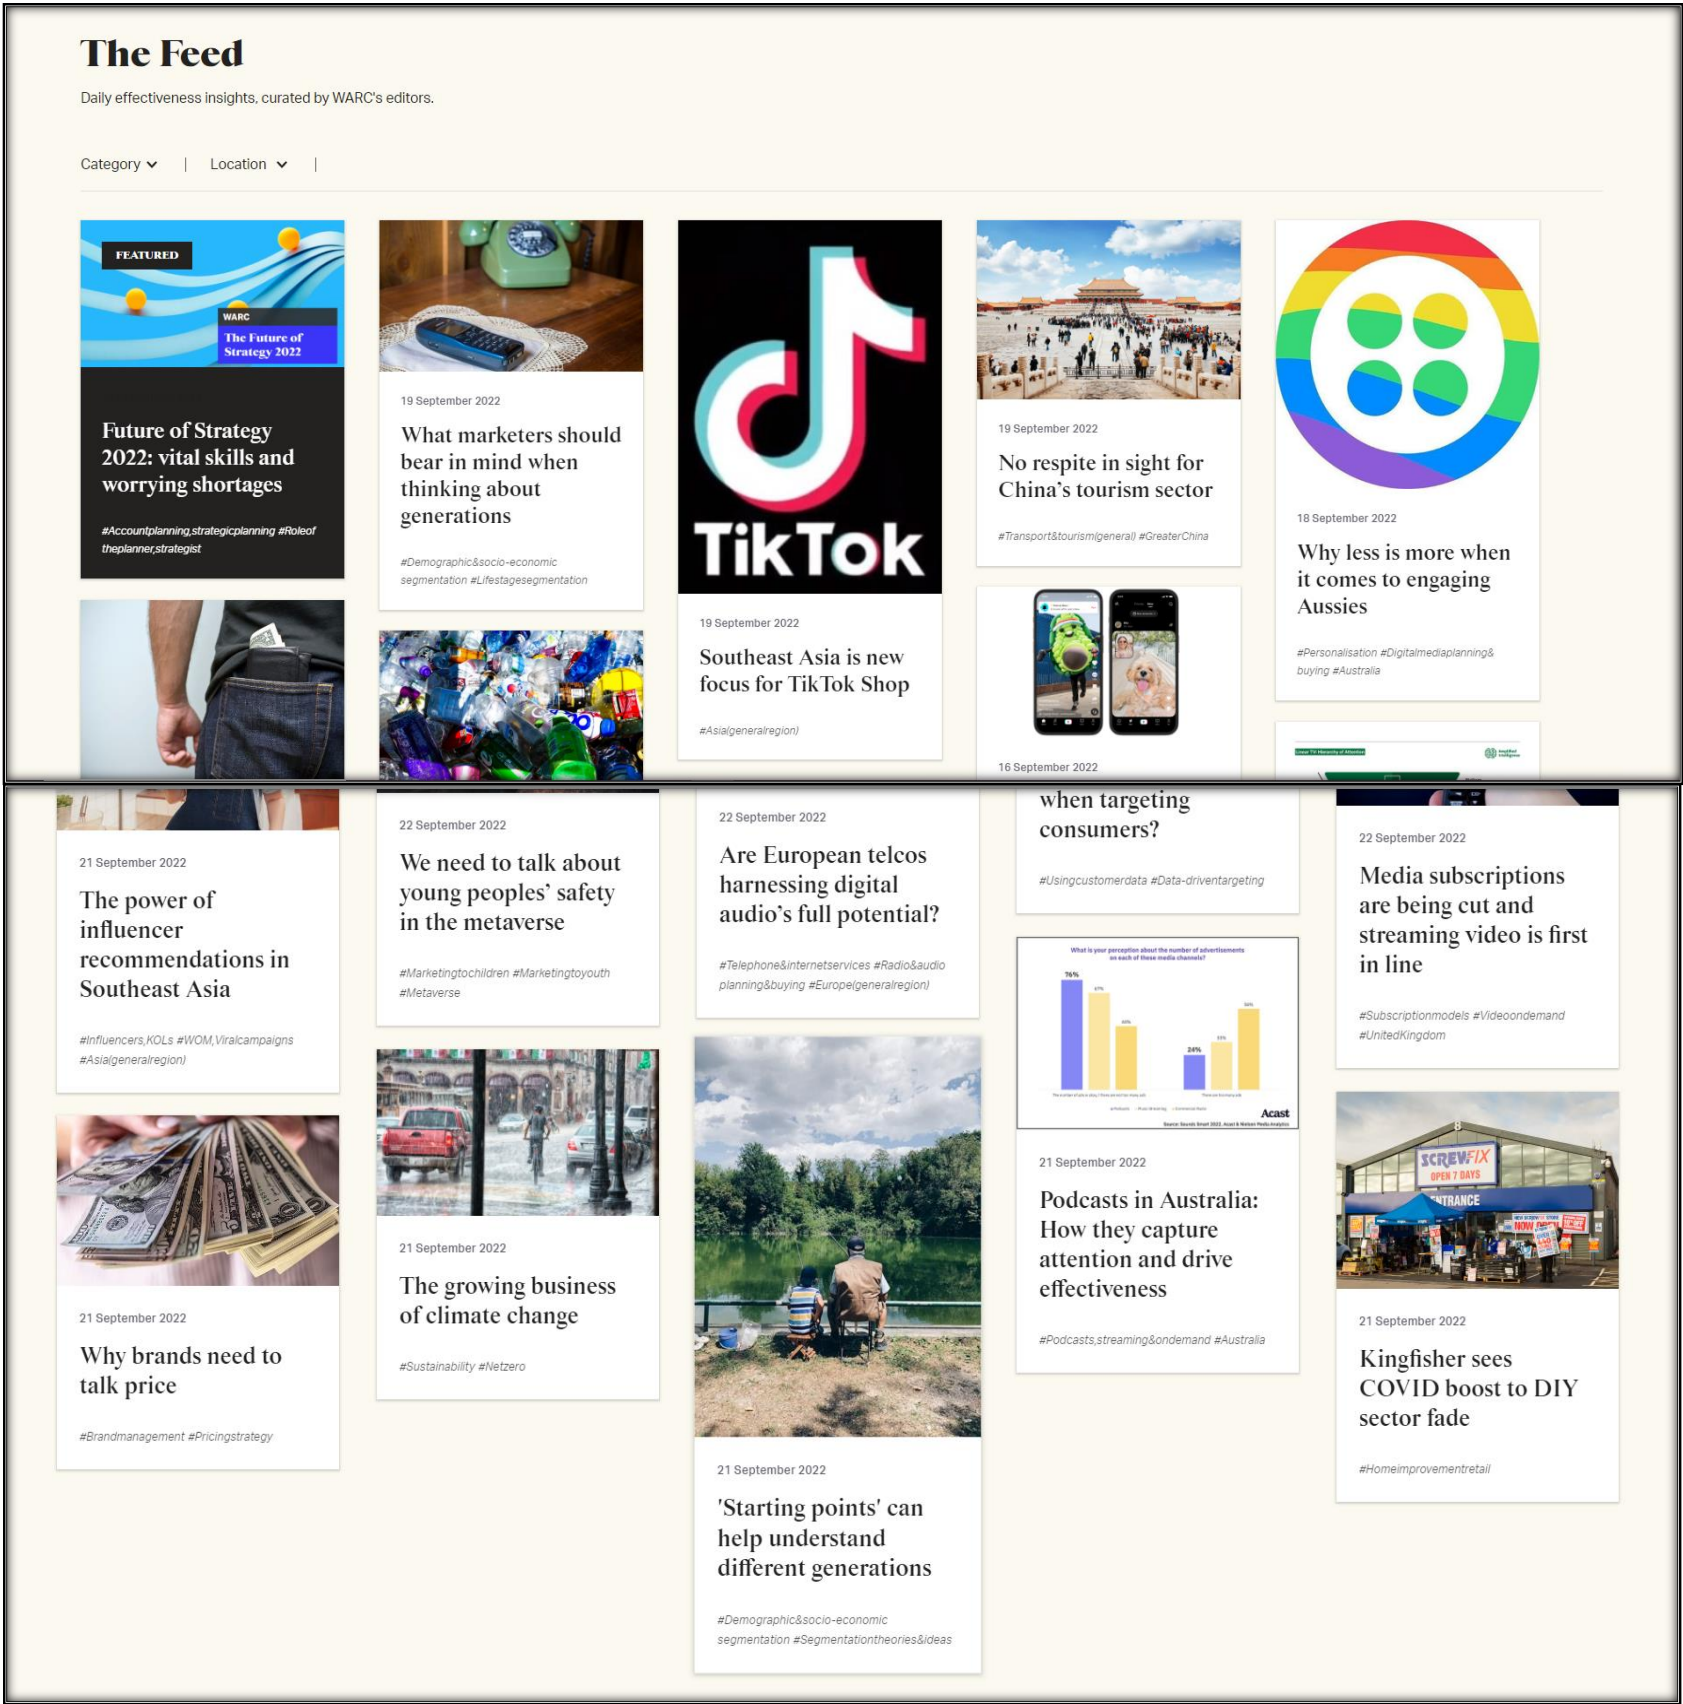 The Feed
Daily effectiveness insights, curated by WARC's editors.
Category
|
Location
|
FEATURED
WARC
The Future of
Strategy 2022
Future of Strategy
2022: vital skills and
worrying shortages
#Accountplanning,strategicplanning #Roleof
theplanner,strategist
19 September 2022
What marketers should
bear in mind when
thinking about
generations
#Demographic&socio-economic
segmentation #Lifestagesegmentation
TikTok
19 September 2022
Southeast Asia is new
focus for TikTok Shop
#Asia(generalregion)
19 September 2022
No respite in sight for
China's tourism sector
#Transport&tourism(general) #GreaterChina
16 September 2022
18 September 2022
Why less is more when
it comes to engaging
Aussies
#Personalisation #Digitalmediaplanning&
buying #Australia
Linear TV Hierarchy of Attention
21 September 2022
The power of
influencer
recommendations in
Southeast Asia
#Influencers,KOLs #WOM,Viralcampaigns
#Asia(generalregion)
21 September 2022
Why brands need to
talk price
#Brandmanagement #Pricingstrategy
22 September 2022
We need to talk about
young peoples' safety
in the metaverse
#Marketingtochildren #Marketingtoyouth
#Metaverse
21 September 2022
The growing business
of climate change
#Sustainability #Netzero
22 September 2022
Are European telcos
harnessing digital
audio's full potential?
#Telephone&internetservices #Radio&audio
planning&buying #Europe(generalregion)
21 September 2022
'Starting points' can
help understand
different generations
#Demographic&socio-economic
segmentation #Segmentationtheories&ideas
when targeting
consumers?
#Usingcustomerdata #Data-driventargeting
What is your perception about the number of advertisements
on each of these media channels?
76%
24%
Acast
Source: Sounds Smart 2022, Acast & Nielsen Media Analytics
21 September 2022
Podcasts in Australia:
How they capture
attention and drive
effectiveness
#Podcasts,streaming&ondemand #Australia
22 September 2022
Media subscriptions
are being cut and
streaming video is first
in line
#Subscriptionmodels #Videoondemand
#UnitedKingdom
8
SCREWFIX
OPEN 7 DAYS
ENTRANCE
21 September 2022
Kingfisher sees
COVID boost to DIY
sector fade
#Homeimprovementretail